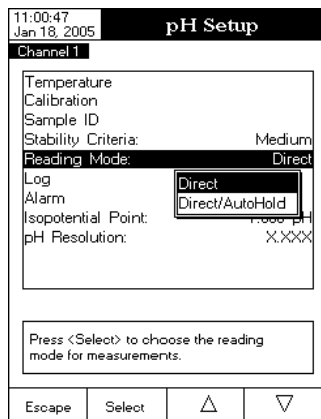 11:00:47
Jan 18, 2005
pH Setup
Channel 1
Temperature
Calibration
Sample ID
Stability Criteria: Medium
Reading Mode: Direct
Log
Direct
Alarm
Direct/AutoHold
Isopotential Point: pH
pH Resolution: X.XXX
Press <Select> to choose the reading
mode for measurements.
Escape Select